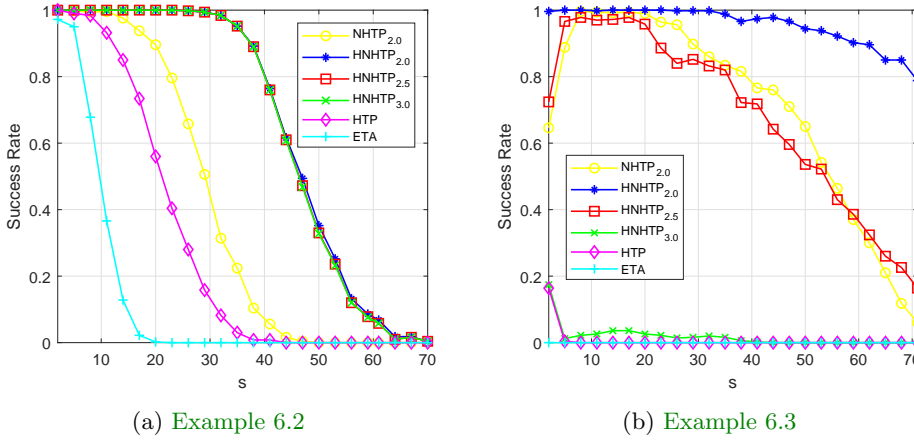 1
0.8
0.6
0.4
0.2
0
Success Rate
10 20 30 40 50 60 70
s
NHTP2.0
HNHTP2.0
HNHTP2.5
HNHTP3.0
HTP
ETA
(a) Example 6.2
1
0.8
0.6
0.4
0.2
0
Success Rate
10 20 30 40 50 60 70
s
NHTP2.0
HNHTP2.0
HNHTP2.5
HNHTP3.0
HTP
ETA
(b) Example 6.3